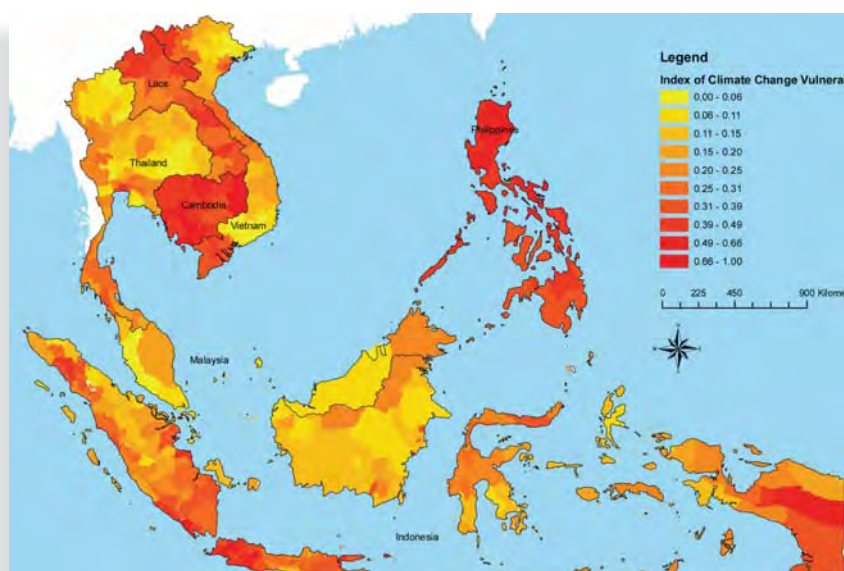 Legend
Index of Climate Change Vulnera
0.00 - 0.06
0.06 - 0.11
0.11 - 0.15
0.15 - 0.20
0.20 - 0.25
0.25 - 0.31
0.31 - 0.39
0.39 - 0.49
0.49 - 0.66
0.66 - 1.00
0 225 450 900 Kilome
Laos
Philippines
Thailand
Cambodia
Vietnam
Malaysia
Indonesia